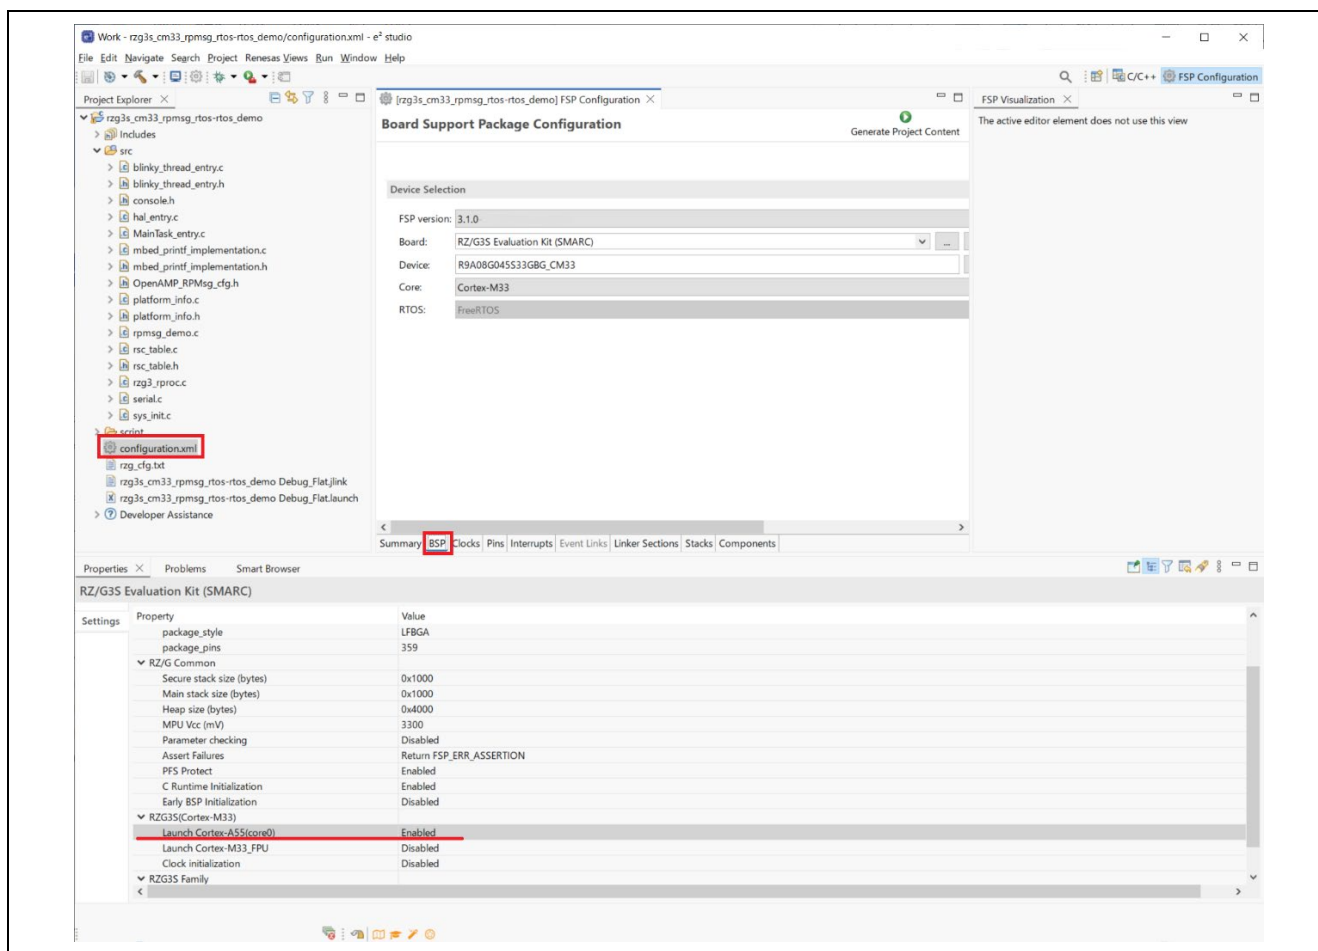 Work - rzg3s_cm33_rpmsg_rtos-rtos_demo/configuration.xml - e² studio
File Edit Navigate Search Project Renesas Views Run Window Help
C/C++ FSP Configuration
Project Explorer
[rzg3s_cm33_rpmsg_rtos-rtos_demo] FSP Configuration
FSP Visualization
rzg3s_cm33_rpmsg_rtos-rtos_demo
Includes
src
blinky_thread_entry.c
blinky_thread_entry.h
console.h
hal_entry.c
MainTask_entry.c
mbed_printf_implementation.c
mbed_printf_implementation.h
OpenAMP_RPMsg_cfg.h
platform_info.c
platform_info.h
rpmsg_demo.c
rsc_table.c
rsc_table.h
rzg3_rproc.c
serial.c
sys_init.c
script
configuration.xml
rzg_cfg.txt
rzg3s_cm33_rpmsg_rtos-rtos_demo Debug_Flat.jlink
rzg3s_cm33_rpmsg_rtos-rtos_demo Debug_Flat.launch
Developer Assistance
Board Support Package Configuration
Generate Project Content
Device Selection
FSP version: 3.1.0
Board: RZ/G3S Evaluation Kit (SMARC)
...
Device: R9A08G045S33GBG_CM33
Core: Cortex-M33
RTOS: FreeRTOS
Summary BSP Clocks Pins Interrupts Event Links Linker Sections Stacks Components
The active editor element does not use this view
Properties Problems Smart Browser
RZ/G3S Evaluation Kit (SMARC)
Settings
Property Value
package_style LFBGA
package_pins 359
RZ/G Common
Secure stack size (bytes) 0x1000
Main stack size (bytes) 0x1000
Heap size (bytes) 0x4000
MPU Vcc (mV) 3300
Parameter checking Disabled
Assert Failures Return FSP_ERR_ASSERTION
PFS Protect Enabled
C Runtime Initialization Enabled
Early BSP Initialization Disabled
RZG3S(Cortex-M33)
Launch Cortex-A55(core0) Enabled
Launch Cortex-M33_FPU Disabled
Clock initialization Disabled
RZG3S Family